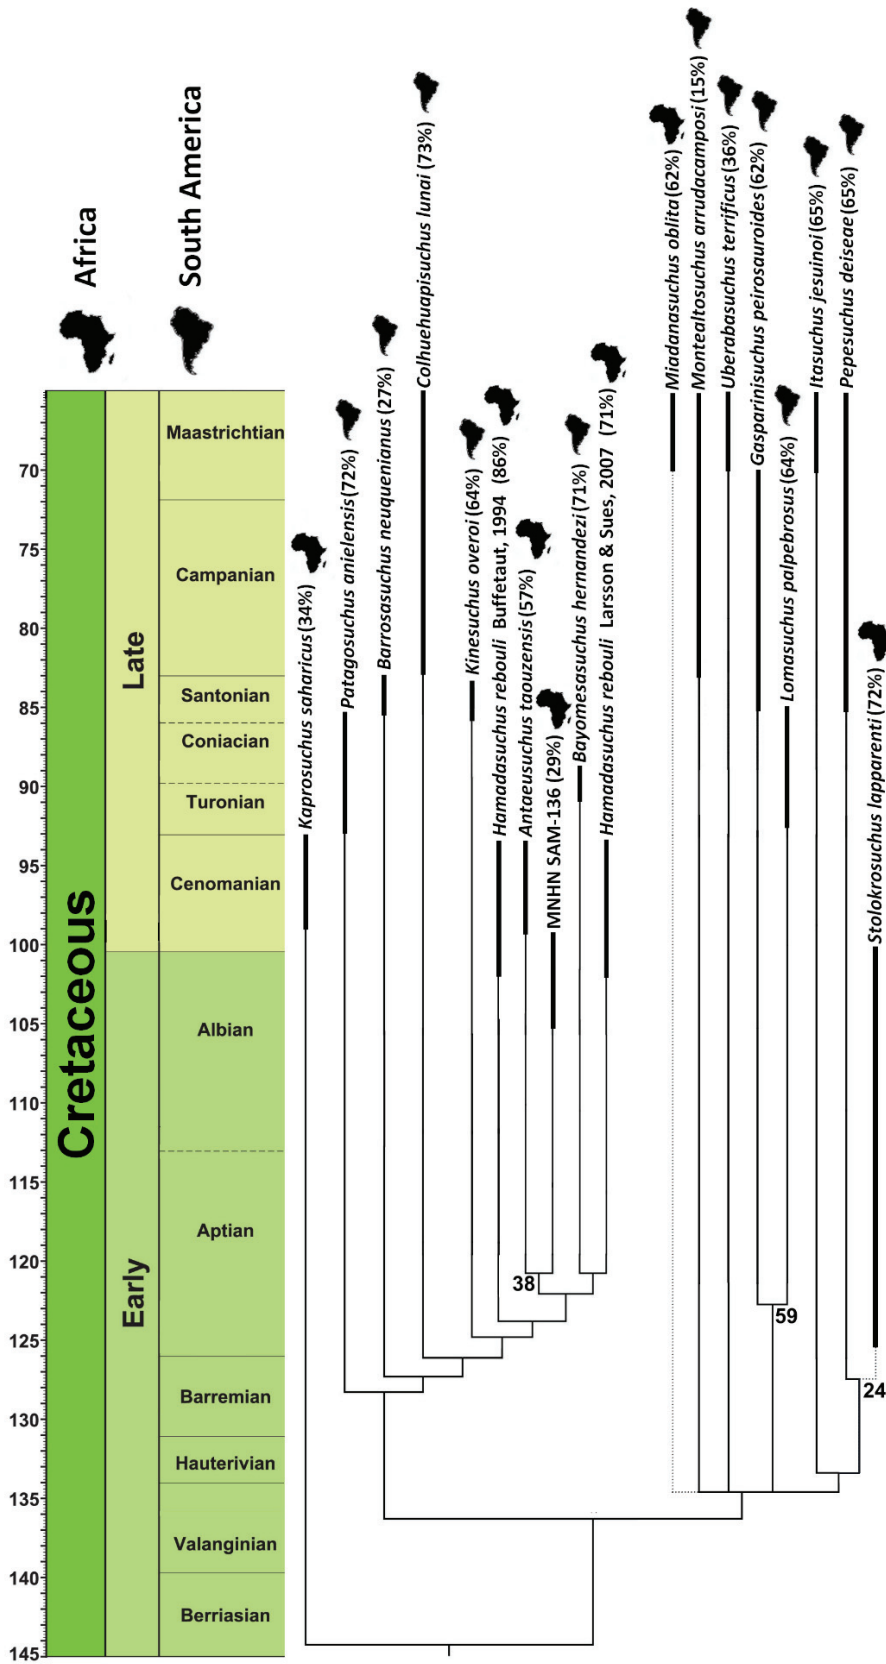 Africa
South America
Cretaceous
Late
Early
Maastrichtian
Campanian
Santonian
Coniacian
Turonian
Cenomanian
Albian
Aptian
Barremian
Hauterivian
Valanginian
Berriasian
70
75
80
85
90
95
100
105
110
115
120
125
130
135
140
145
Kaprosuchus saharicus (34%)
Patagosuchus anielensis (72%)
Barrosasuchus neuquenianus (27%)
Colhuehuapisuchus lunai (73%)
Kinesuchus overoi (64%)
Hamadasuchus rebouli Buffetaut, 1994 (86%)
Antaeusuchus taouzensis (57%)
MNHN SAM-136 (29%)
Bayomesasuchus hernandezi (71%)
Hamadasuchus rebouli Larsson & Sues, 2007 (71%)
Miadanasuchus oblita (62%)
Montealtosuchus arrudacamposi (15%)
Uberabasuchus terrificus (36%)
Gasparinisuchus peirosauroides (62%)
Lomasuchus palpebrosus (64%)
Itasuchus jesuinoi (65%)
Pepesuchus deiseae (65%)
Stolokrosuchus lapparenti (72%)
38
59
24